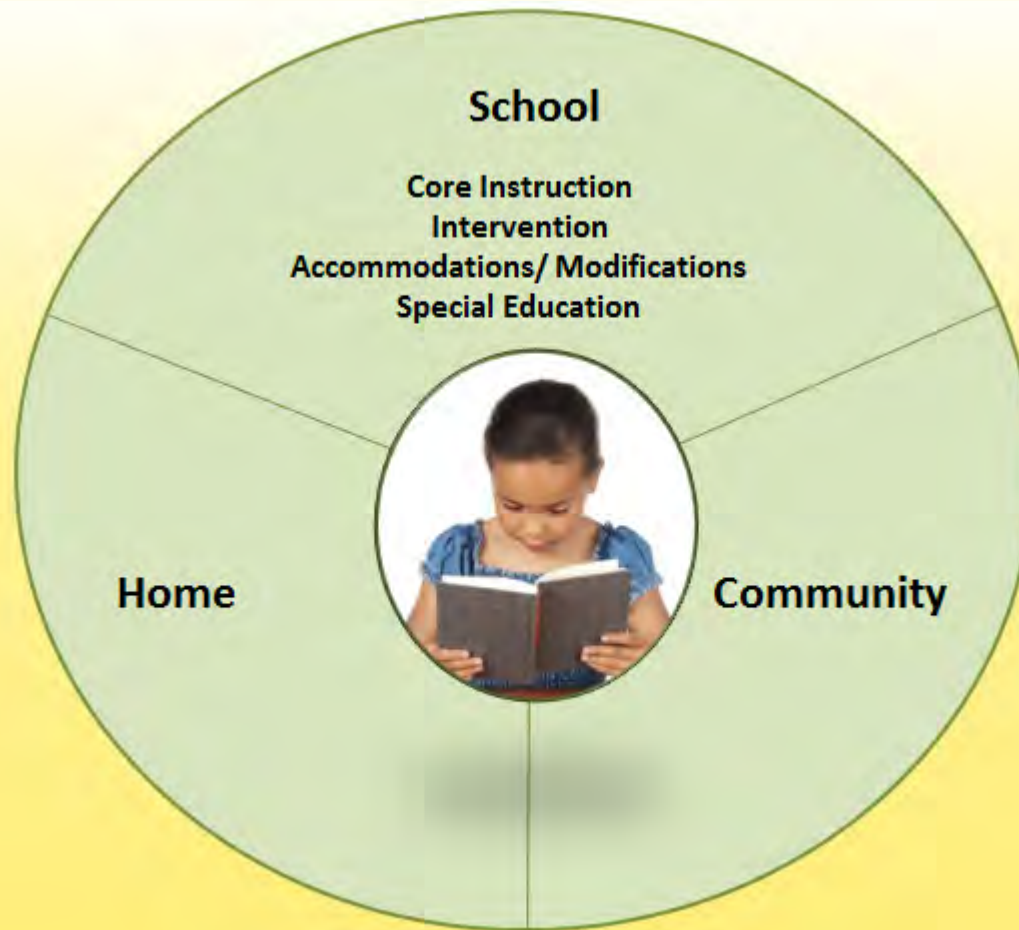 School
Core Instruction
Intervention
Accommodations/ Modifications
Special Education
Home
Community